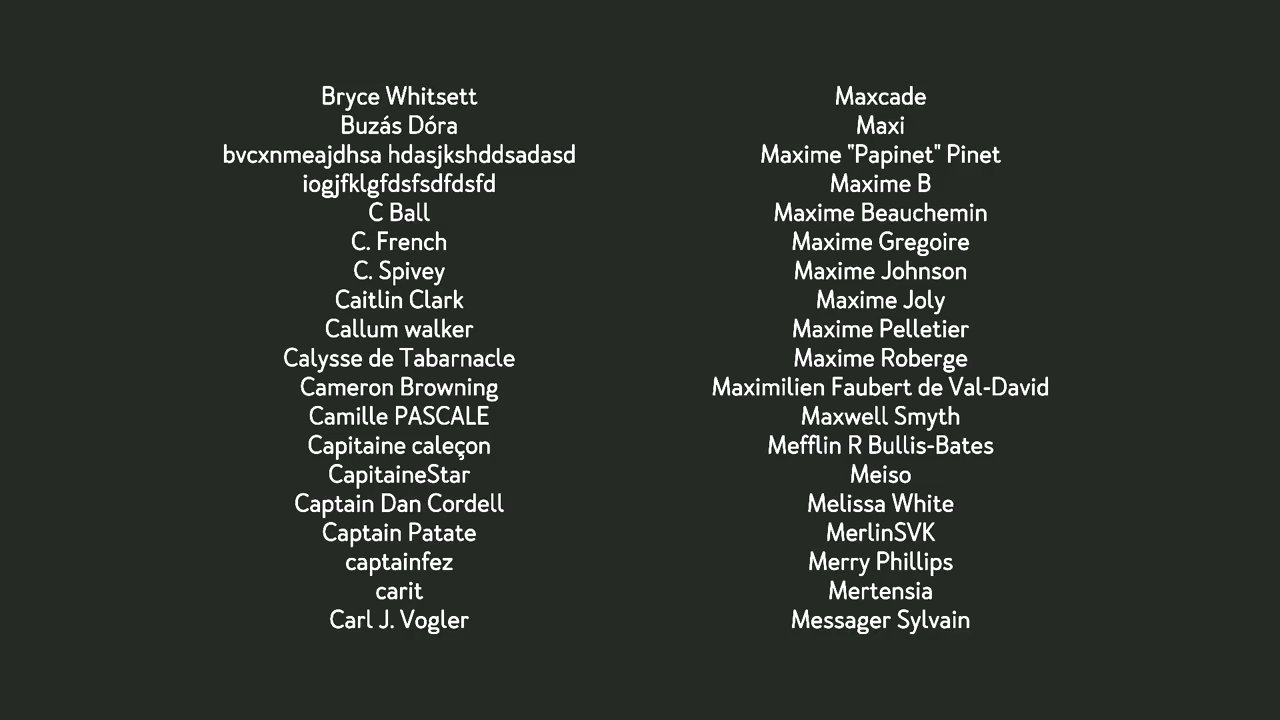 Bryce Whitsett
Buzás Dóra
bvcxnmeajdhsa hdasjkshddsadasd
iogjfklgfdsfsdfdsfd
C Ball
C. French
C. Spivey
Caitlin Clark
Callum walker
Calysse de Tabarnacle
Cameron Browning
Camille PASCALE
Capitaine caleçon
CapitaineStar
Captain Dan Cordell
Captain Patate
captainfez
carit
Carl J. Vogler
Maxcade
Maxi
Maxime "Papinet" Pinet
Maxime B
Maxime Beauchemin
Maxime Gregoire
Maxime Johnson
Maxime Joly
Maxime Pelletier
Maxime Roberge
Maximilien Faubert de Val-David
Maxwell Smyth
Mefflin R Bullis-Bates
Meiso
Melissa White
MerlinSVK
Merry Phillips
Mertensia
Messager Sylvain